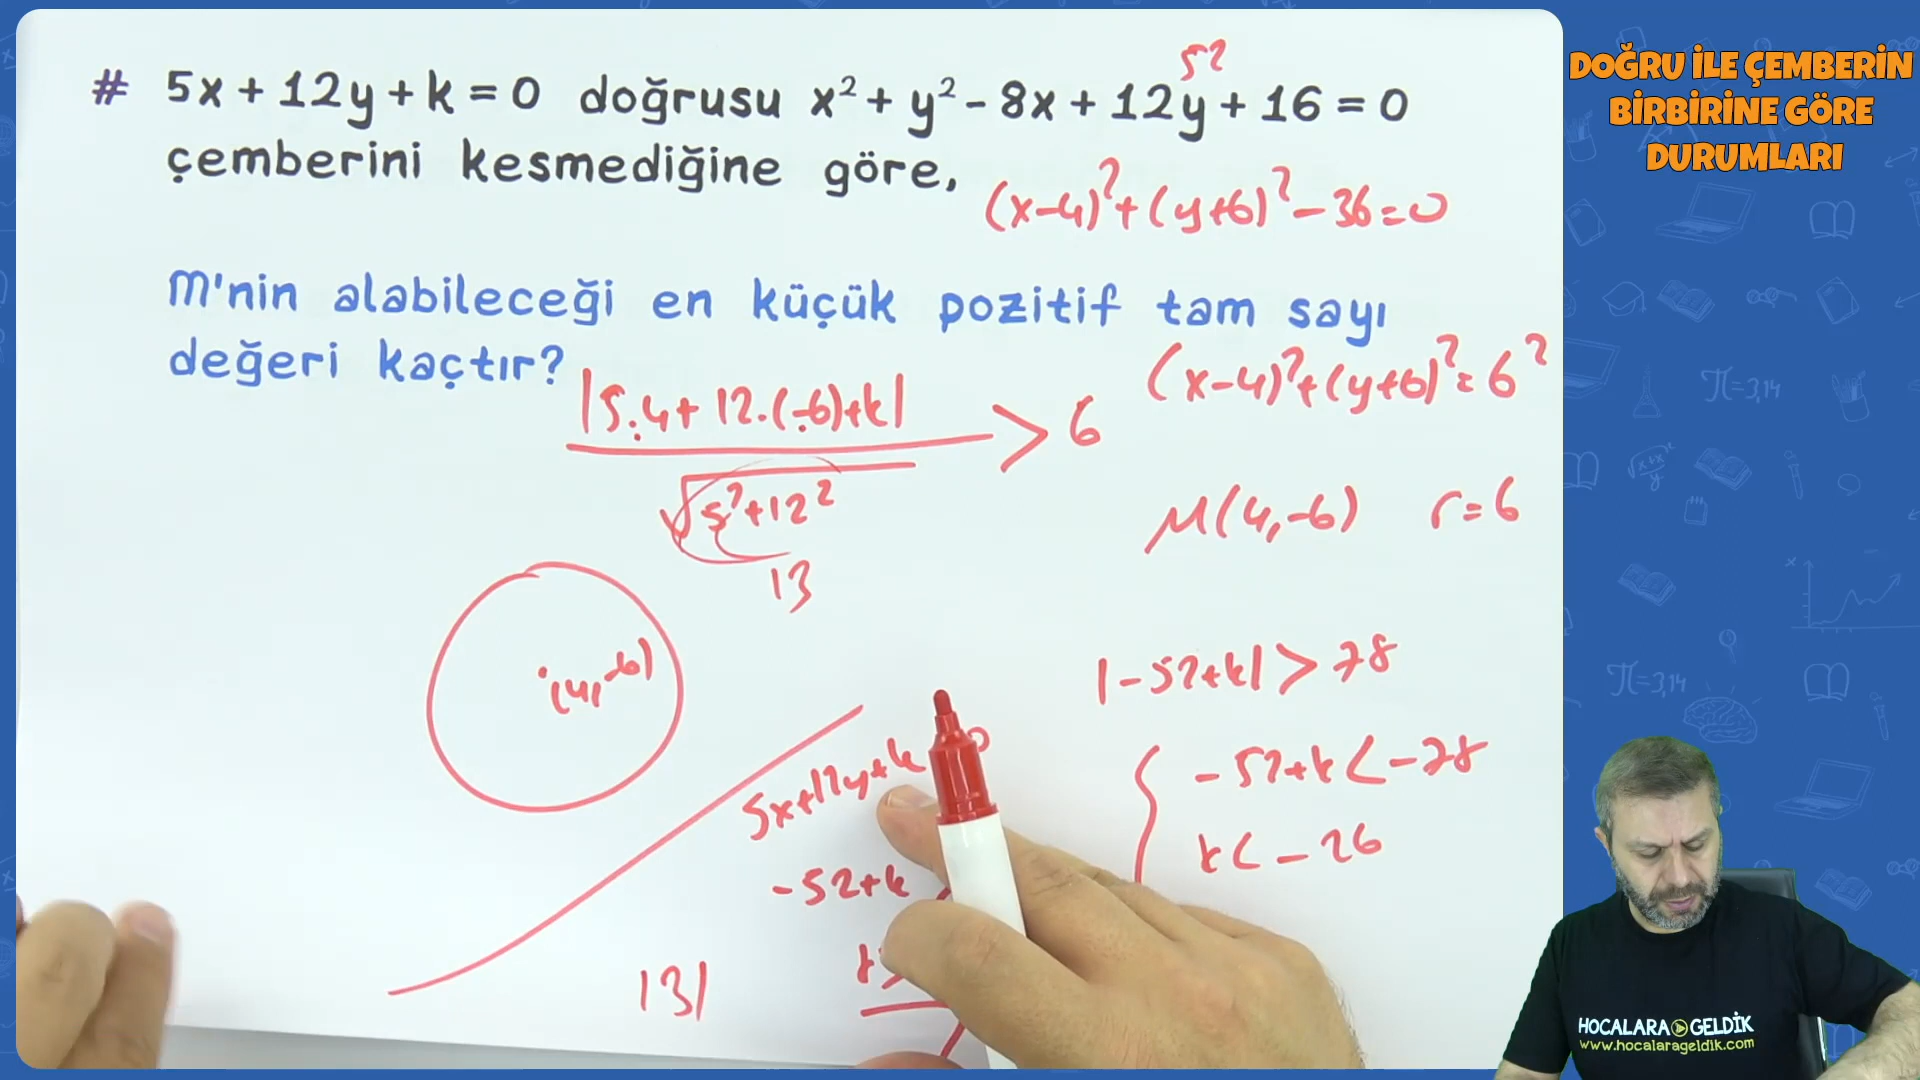 # 5x + 12y + k = 0 doğrusu x² + y² - 8x + 12y + 16 = 0
52
çemberini kesmediğine göre,
(x-4)²+(y+6)²-36=0
M'nin alabileceği en küçük pozitif tam sayı
değeri kaçtır?
|5.4+12.(-6)+k| > 6
√5²+12²
13
(x-4)²+(y+6)²=6²
M(4,-6) r=6
(4,-6)
5x+12y+k
-52+k
131
|-52+k|>78
-52+k<-78
k<-26
DOĞRU İLE ÇEMBERİN
BİRBİRİNE GÖRE
DURUMLARI
π=3,14
π=3,14
HOCALARA GELDİK
www.hocalarageldik.com